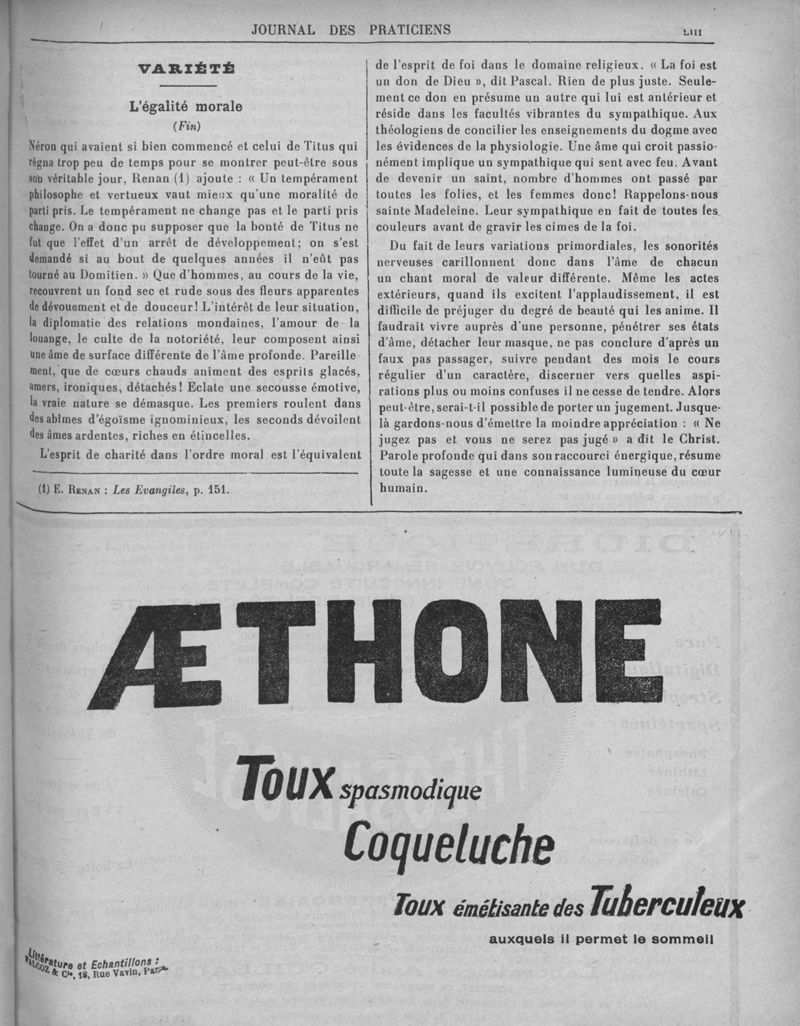 JOURNAL DES PRATICIENS
LIII
VARIÉTÉ
L'égalité morale
(Fin)
Néron qui avaient si bien commencé et celui de Titus qui
régna trop peu de temps pour se montrer peut-être sous
son véritable jour, Renan (1) ajoute : « Un tempérament
philosophe et vertueux vaut mieux qu'une moralité de
parti pris. Le tempérament ne change pas et le parti pris
change. On a donc pu supposer que la bonté de Titus ne
fut que l'effet d'un arrêt de développement; on s'est
demandé si au bout de quelques années il n'eût pas
tourné au Domitien. » Que d'hommes, au cours de la vie,
recouvrent un fond sec et rude sous des fleurs apparentes
de dévouement et de douceur! L'intérêt de leur situation,
la diplomatie des relations mondaines, l'amour de la
louange, le culte de la notoriété, leur composent ainsi
une âme de surface différente de l'âme profonde. Pareille
ment, que de cœurs chauds animent des esprits glacés,
amers, ironiques, détachés! Eclate une secousse émotive,
la vraie nature se démasque. Les premiers roulent dans
des abîmes d'égoïsme ignominieux, les seconds dévoilent
des âmes ardentes, riches en étincelles.
L'esprit de charité dans l'ordre moral est l'équivalent
(1) E. RENAN : Les Evangiles, p. 151.
de l'esprit de foi dans le domaine religieux. « La foi est
un don de Dieu », dit Pascal. Rien de plus juste. Seule-
ment ce don en présume un autre qui lui est antérieur et
réside dans les facultés vibrantes du sympathique. Aux
théologiens de concilier les enseignements du dogme avec
les évidences de la physiologie. Une âme qui croit passio-
nément implique un sympathique qui sent avec feu. Avant
de devenir un saint, nombre d'hommes ont passé par
toutes les folies, et les femmes donc! Rappelons-nous
sainte Madeleine. Leur sympathique en fait de toutes les
couleurs avant de gravir les cimes de la foi.
Du fait de leurs variations primordiales, les sonorités
nerveuses carillonnent donc dans l'âme de chacun
un chant moral de valeur différente. Même les actes
extérieurs, quand ils excitent l'applaudissement, il est
difficile de préjuger du degré de beauté qui les anime. Il
faudrait vivre auprès d'une personne, pénétrer ses états
d'âme, détacher leur masque, ne pas conclure d'après un
faux pas passager, suivre pendant des mois le cours
régulier d'un caractère, discerner vers quelles aspi-
rations plus ou moins confuses il ne cesse de tendre. Alors
peut-être, serai-t-il possible de porter un jugement. Jusque-
là gardons-nous d'émettre la moindre appréciation : « Ne
jugez pas et vous ne serez pas jugé » a dit le Christ.
Parole profonde qui dans son raccourci énergique, résume
toute la sagesse et une connaissance lumineuse du cœur
humain.
ÆTHONE
Toux spasmodique
Coqueluche
Toux émétisante des Tuberculeux
auxquels il permet le sommeil
Littérature et Echantillons :
& Cie, 18, Rue Vavin,